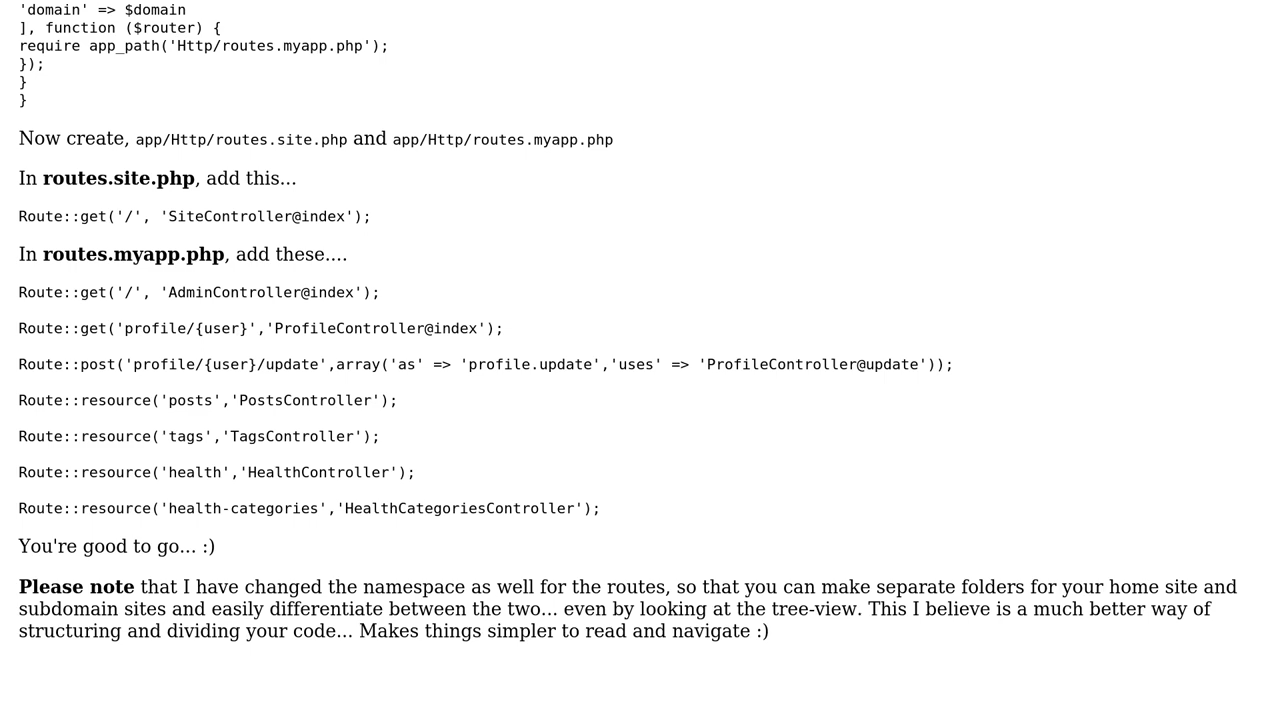 'domain' => $domain
], function ($router) {
require app_path('Http/routes.myapp.php');
});
}
}
Now create, app/Http/routes.site.php and app/Http/routes.myapp.php
In routes.site.php, add this...
Route::get('/', 'SiteController@index');
In routes.myapp.php, add these....
Route::get('/', 'AdminController@index');
Route::get('profile/{user}','ProfileController@index');
Route::post('profile/{user}/update',array('as' => 'profile.update','uses' => 'ProfileController@update'));
Route::resource('posts','PostsController');
Route::resource('tags','TagsController');
Route::resource('health','HealthController');
Route::resource('health-categories','HealthCategoriesController');
You're good to go... :)
Please note that I have changed the namespace as well for the routes, so that you can make separate folders for your home site and
subdomain sites and easily differentiate between the two... even by looking at the tree-view. This I believe is a much better way of
structuring and dividing your code... Makes things simpler to read and navigate :)